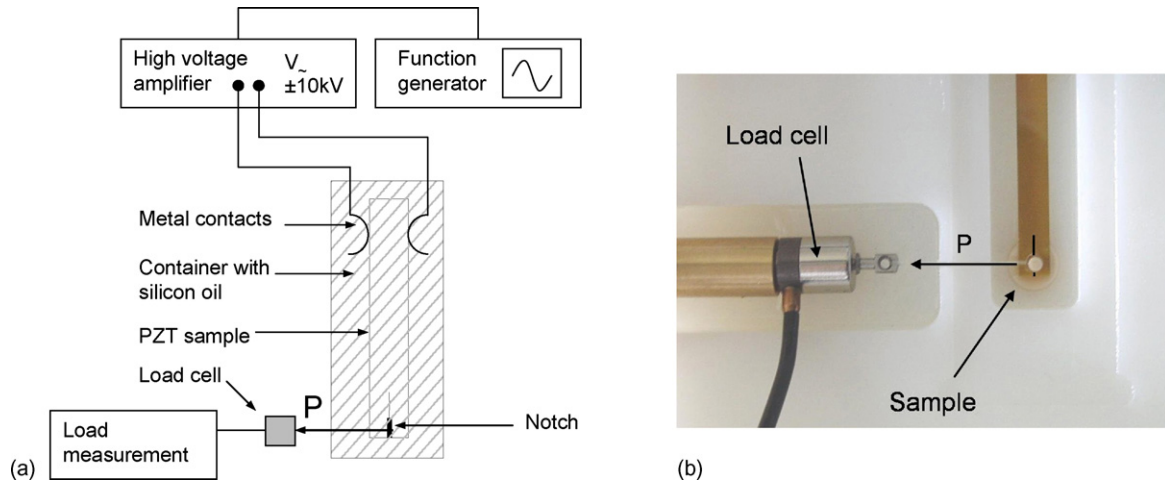 High voltage
amplifier
V~
±10kV
Function
generator
Metal contacts
Container with
silicon oil
PZT sample
Load cell
P
Notch
Load
measurement
(a)
Load cell
P
Sample
(b)